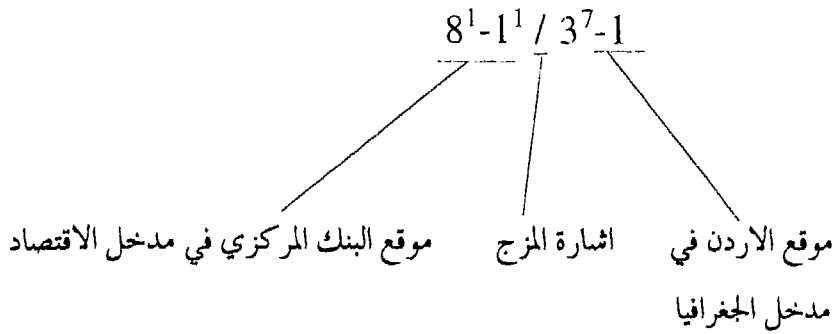 8¹-1¹ / 3⁷-1
موقع الاردن في اشارة المزج موقع البنك المركزي في مدخل الاقتصاد
مدخل الجغرافيا